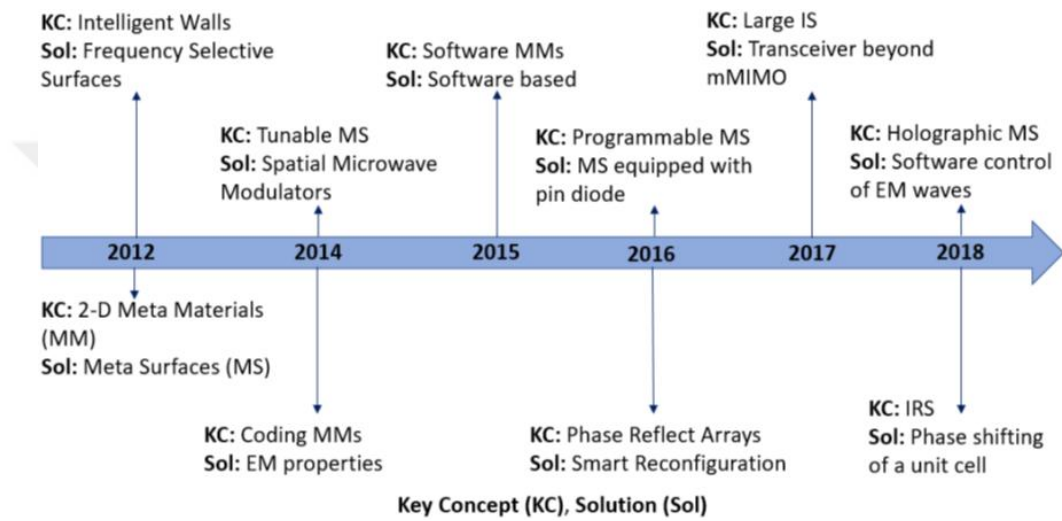 KC: Intelligent Walls
Sol: Frequency Selective
Surfaces
KC: Tunable MS
Sol: Spatial Microwave
Modulators
KC: Software MMs
Sol: Software based
KC: Programmable MS
Sol: MS equipped with
pin diode
KC: Large IS
Sol: Transceiver beyond
mMIMO
KC: Holographic MS
Sol: Software control
of EM waves
2012
2014
2015
2016
2017
2018
KC: 2-D Meta Materials
(MM)
Sol: Meta Surfaces (MS)
KC: Coding MMs
Sol: EM properties
KC: Phase Reflect Arrays
Sol: Smart Reconfiguration
KC: IRS
Sol: Phase shifting
of a unit cell
Key Concept (KC), Solution (Sol)